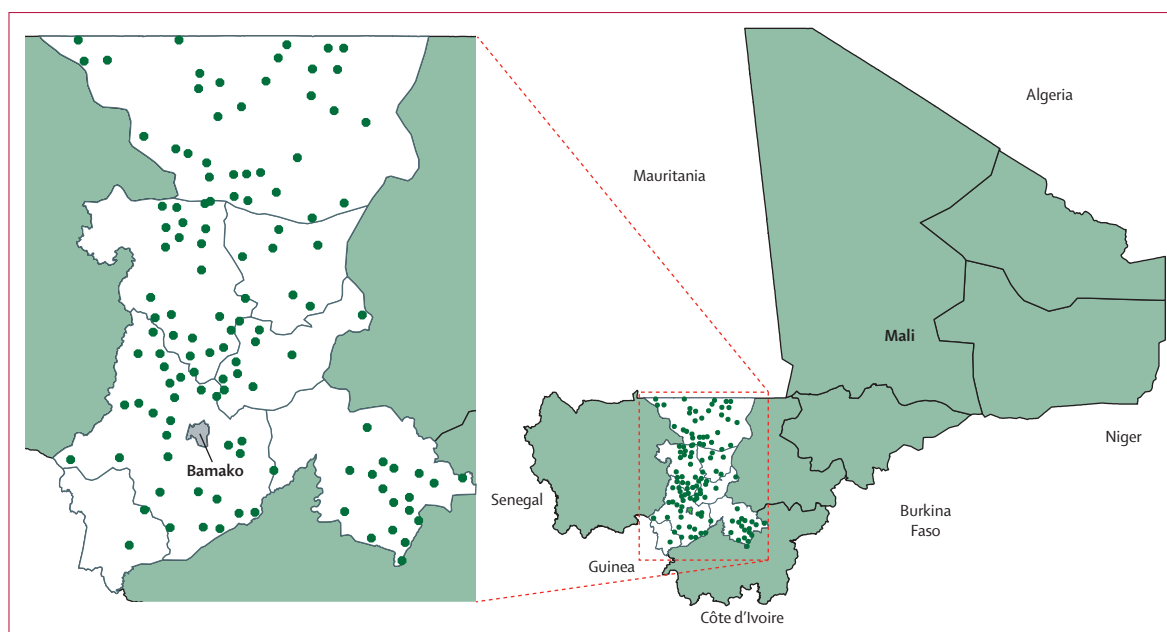 Algeria
Mauritania
Mali
Bamako
Niger
Senegal
Burkina
Faso
Guinea
Côte d'Ivoire